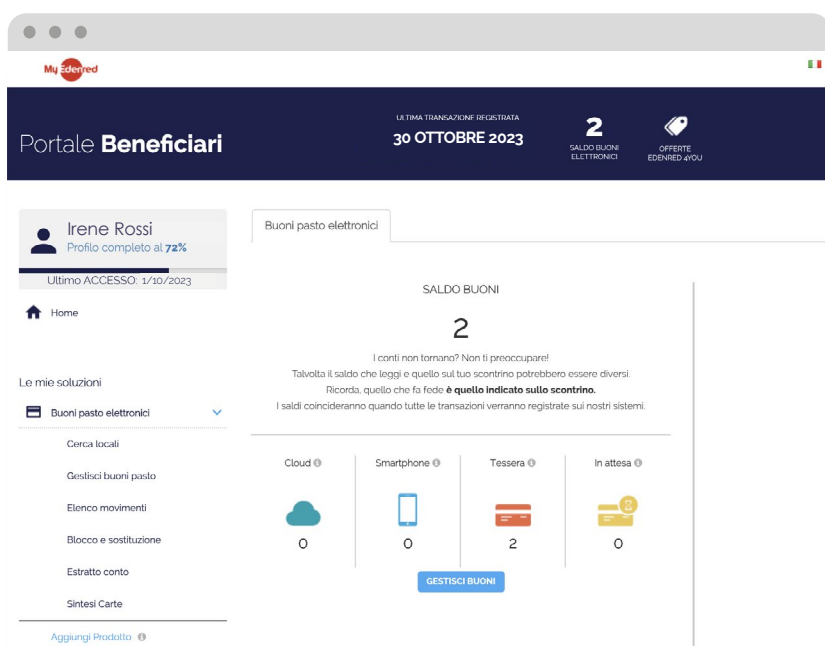 My Edenred
ULTIMA TRANSAZIONE REGISTRATA
30 OTTOBRE 2023
2
SALDO BUONI
ELETTRONICI
OFFERTE
EDENRED 4YOU
Portale Beneficiari
Irene Rossi
Profilo completo al 72%
Ultimo ACCESSO: 1/10/2023
Home
Le mie soluzioni
Buoni pasto elettronici
Cerca locali
Gestisci buoni pasto
Elenco movimenti
Blocco e sostituzione
Estratto conto
Sintesi Carte
Aggiungi Prodotto
Buoni pasto elettronici
SALDO BUONI
2
I conti non tornano? Non ti preoccupare!
Talvolta il saldo che leggi e quello sul tuo scontrino potrebbero essere diversi.
Ricorda, quello che fa fede è quello indicato sullo scontrino.
I saldi coincideranno quando tutte le transazioni verranno registrate sui nostri sistemi.
Cloud
Smartphone
Tessera
In attesa
0
0
2
0
GESTISCI BUONI